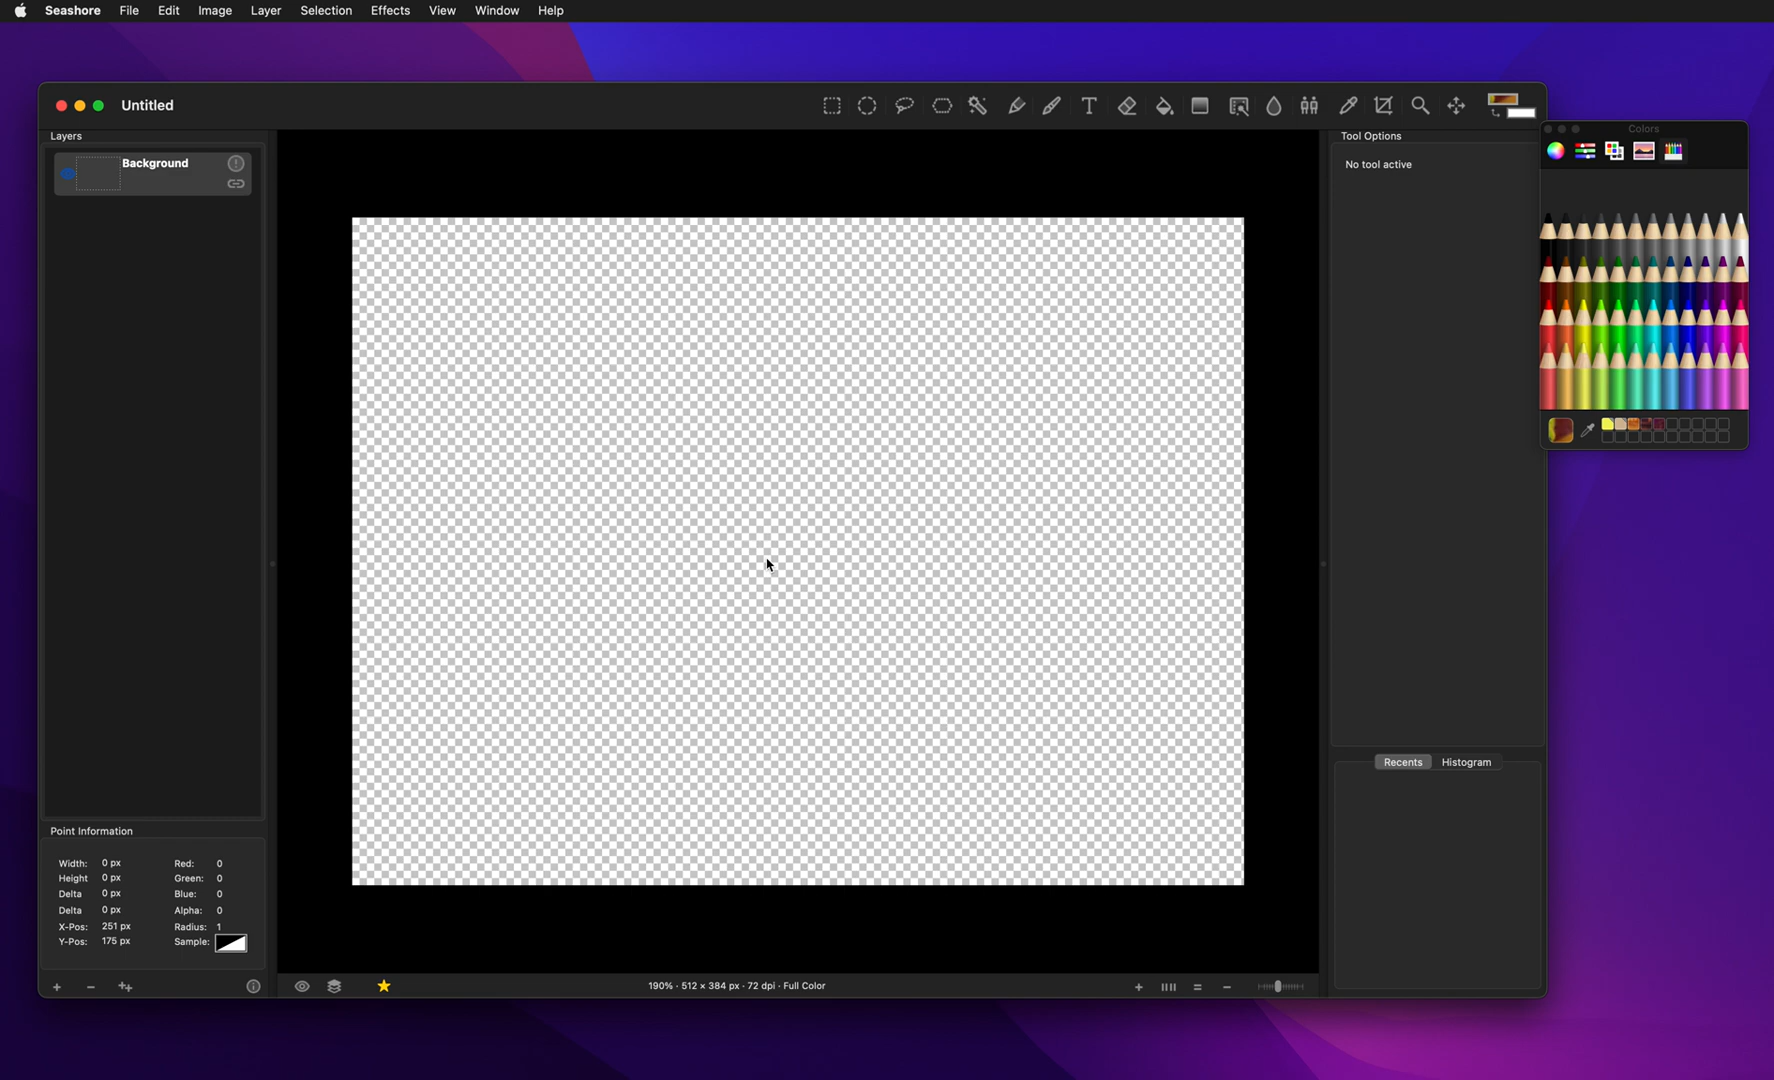 Seashore File Edit Image Layer Selection Effects View Window Help
Untitled
Layers
Background
Tool Options
No tool active
Colors
Recents Histogram
Point Information
Width: 0 px Red: 0
Height 0 px Green: 0
Delta 0 px Blue: 0
Delta 0 px Alpha: 0
X-Pos: 251 px Radius: 1
Y-Pos: 175 px Sample:
190% · 512 × 384 px · 72 dpi · Full Color